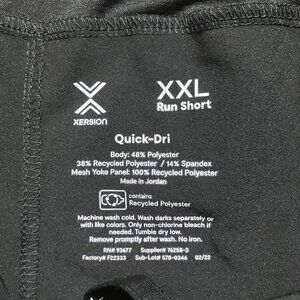 XXL
Run Short
XERSION
Quick-Dri
Body: 48% Polyester
38% Recycled Polyester / 14% Spandex
Mesh Yoke Panel: 100% Recycled Polyester
Made in Jordan
contains
Recycled Polyester
Machine wash cold. Wash darks separately or
with like colors. Only non-chlorine bleach if
needed. Tumble dry low.
Remove promptly after wash. No iron.
RN# 93677 Supplier# 76258-3
Factory# F22333 Sub-Lot# 578-0346 02/22